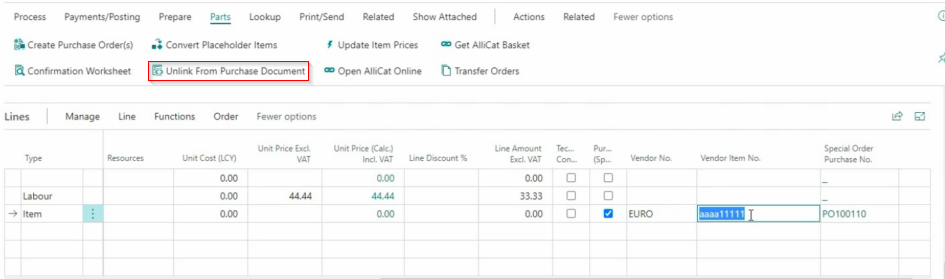 Process Payments/Posting Prepare Parts Lookup Print/Send Related Show Attached Actions Related Fewer options
Create Purchase Order(s) Convert Placeholder Items Update Item Prices Get AlliCat Basket
Confirmation Worksheet Unlink From Purchase Document Open AlliCat Online Transfer Orders
Lines Manage Line Functions Order Fewer options
Type Resources Unit Cost (LCY) Unit Price Excl. VAT Unit Price (Calc.) Incl. VAT Line Discount % Line Amount Excl. VAT Tec... Con... Pur... (Sp... Vendor No. Vendor Item No. Special Order Purchase No.
0.00 0.00 0.00 _
Labour 0.00 44.44 44.44 33.33 _
Item 0.00 0.00 0.00 EURO aaaa11111 PO100110